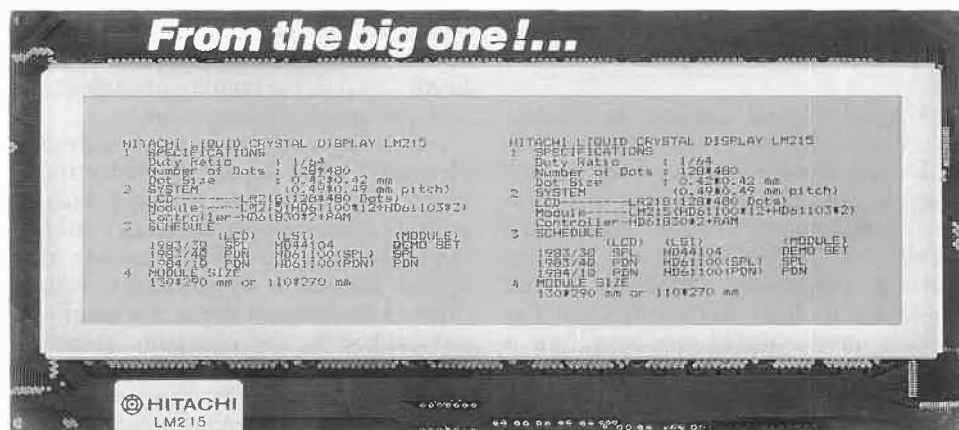 From the big one!...
HITACHI LIQUID CRYSTAL DISPLAY LM215
1 SPECIFICATIONS
Duty Ratio : 1/64
Number of Dots : 128*480
Dot Size : 0.42*0.42 mm
(0.49*0.49 mm pitch)
2 SYSTEM
LCD--------LR218(128*480 Dots)
Module-----LM215(HD61100*12+HD61103*2)
Controller-HD61830*2+RAM
3 SCHEDULE
(LCD) (LSI) (MODULE)
1983/3Q SPL HD44104 DEMO SET
1983/4Q PDN HD61100(SPL) SPL
1984/1Q PDN HD61100(PDN) PDN
4 MODULE SIZE
130*290 mm or 110*270 mm
HITACHI LIQUID CRYSTAL DISPLAY LM215
1 SPECIFICATIONS
Duty Ratio : 1/64
Number of Dots : 128*480
Dot Size : 0.42*0.42 mm
(0.49*0.49 mm pitch)
2 SYSTEM
LCD--------LR218(128*480 Dots)
Module-----LM215(HD61100*12+HD61103*2)
Controller-HD61830*2+RAM
3 SCHEDULE
(LCD) (LSI) (MODULE)
1983/3Q SPL HD44104 DEMO SET
1983/4Q PDN HD61100(SPL) SPL
1984/1Q PDN HD61100(PDN) PDN
4 MODULE SIZE
130*290 mm or 110*270 mm
HITACHI
LM215